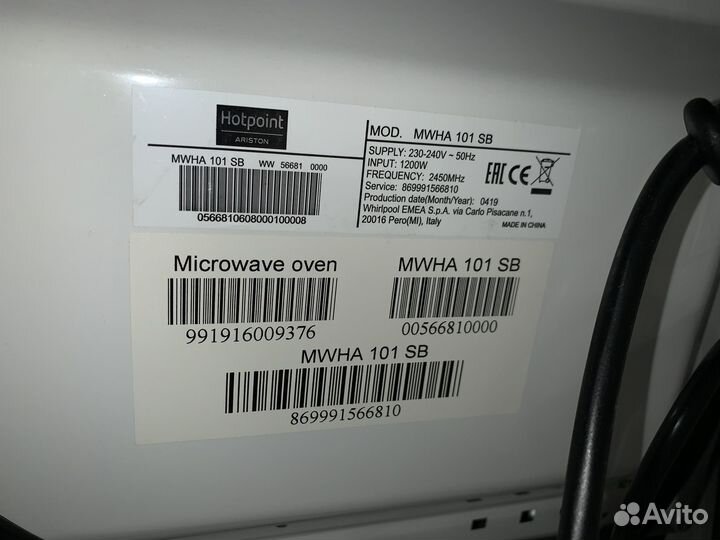 Hotpoint
ARISTON
MWHA 101 SB WW 56681 0000
0566810608000100008
MOD. MWHA 101 SB
SUPPLY: 230-240V ~ 50Hz
INPUT: 1200W
FREQUENCY: 2450MHz
Service: 869991566810
Production date(Month/Year): 0419
Whirlpool EMEA S.p.A. via Carlo Pisacane n.1,
20016 Pero(MI), Italy
EAC CE
MADE IN CHINA
Microwave oven
991916009376
MWHA 101 SB
00566810000
MWHA 101 SB
869991566810
Avito